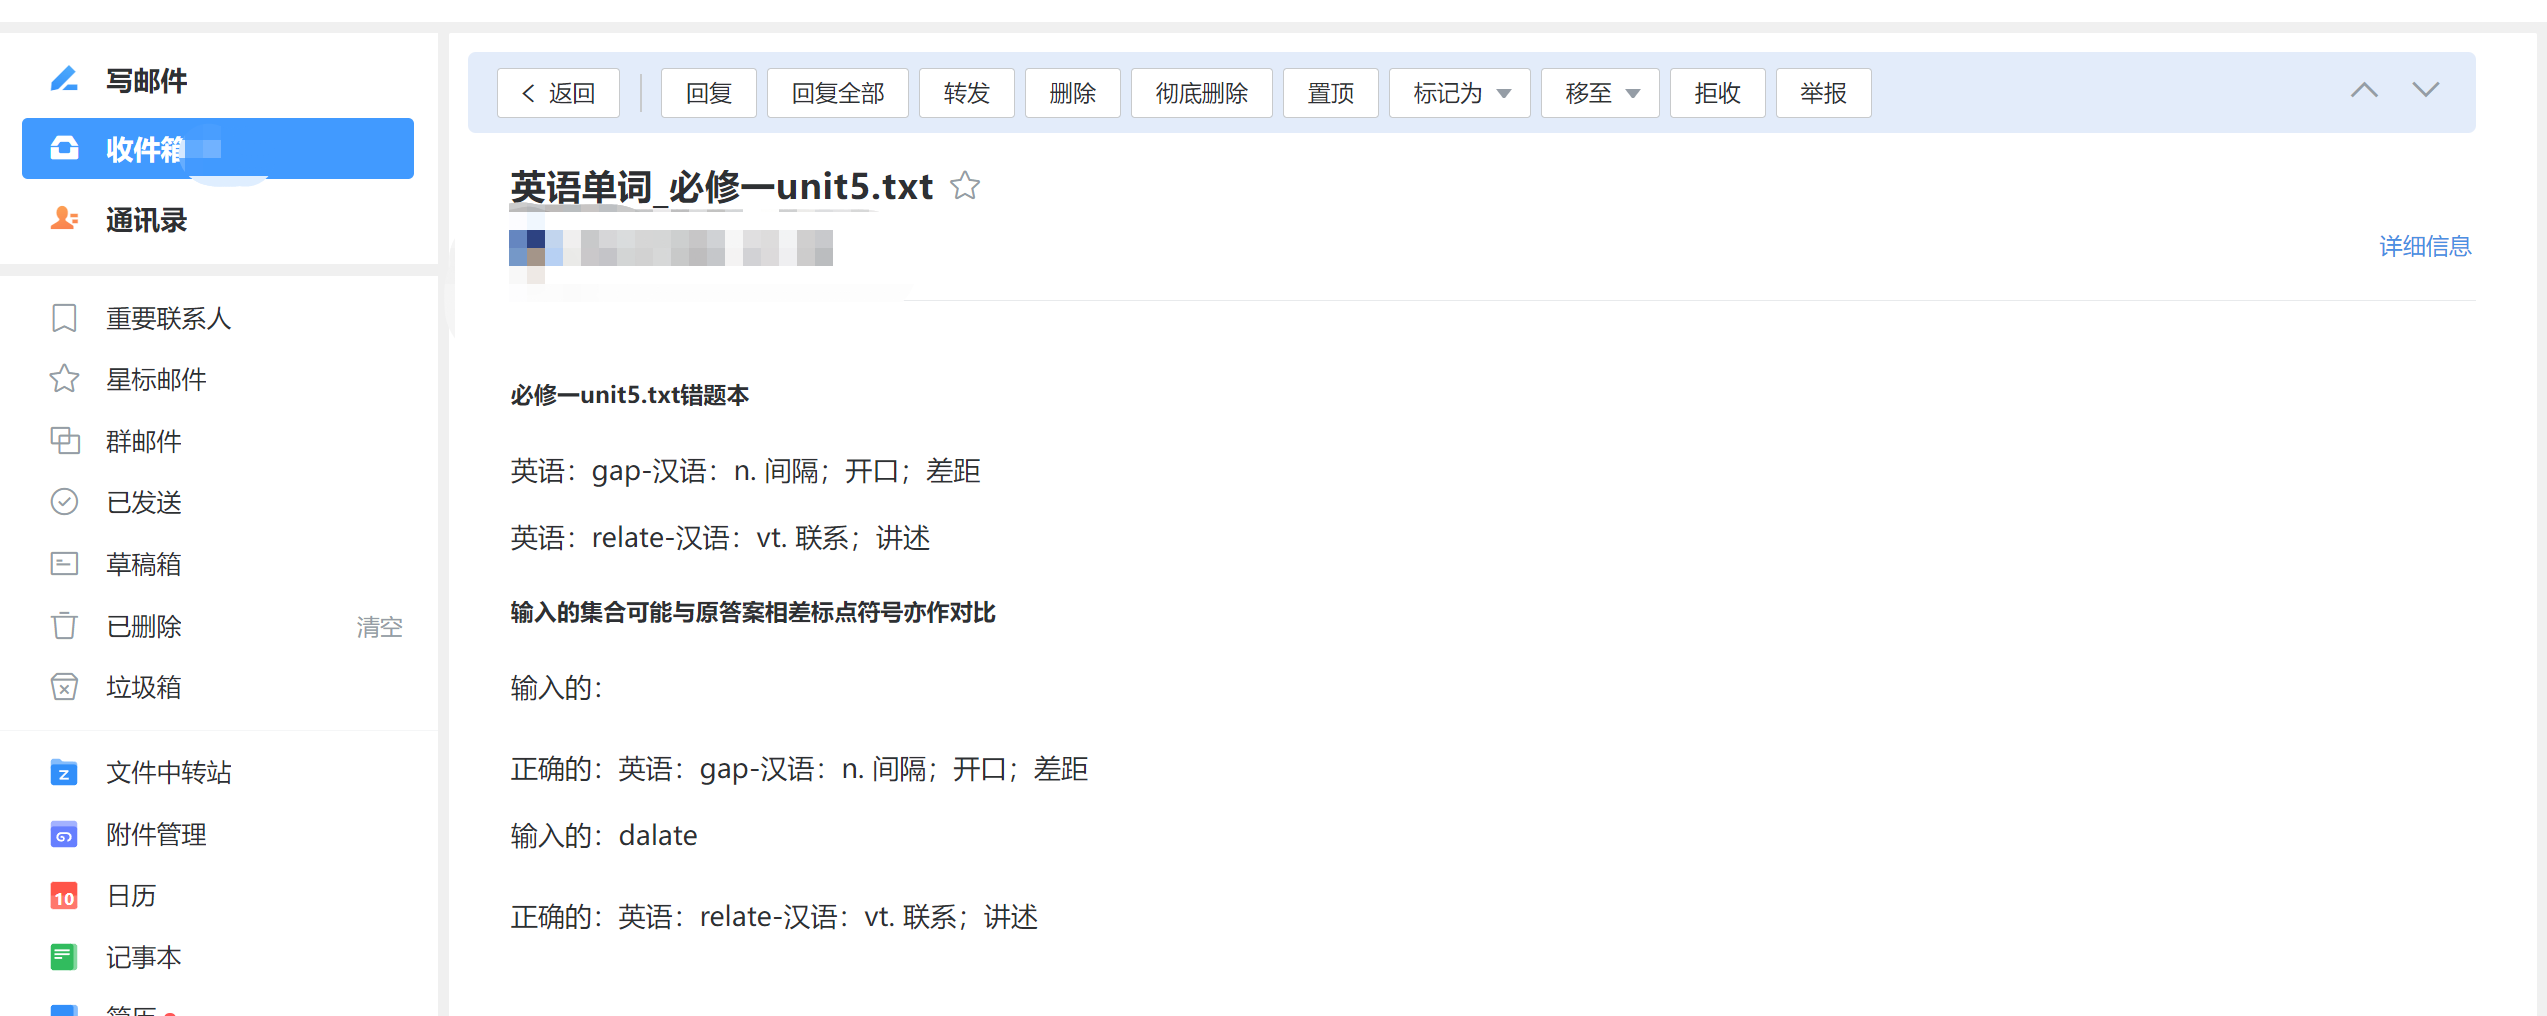 写邮件
收件箱
通讯录
重要联系人
星标邮件
群邮件
已发送
草稿箱
已删除 清空
垃圾箱
文件中转站
附件管理
10 日历
记事本
返回 回复 回复全部 转发 删除 彻底删除 置顶 标记为 移至 拒收 举报
英语单词_必修一unit5.txt
详细信息
必修一unit5.txt错题本
英语：gap-汉语：n. 间隔；开口；差距
英语：relate-汉语：vt. 联系；讲述
输入的集合可能与原答案相差标点符号亦作对比
输入的：
正确的：英语：gap-汉语：n. 间隔；开口；差距
输入的：dalate
正确的：英语：relate-汉语：vt. 联系；讲述